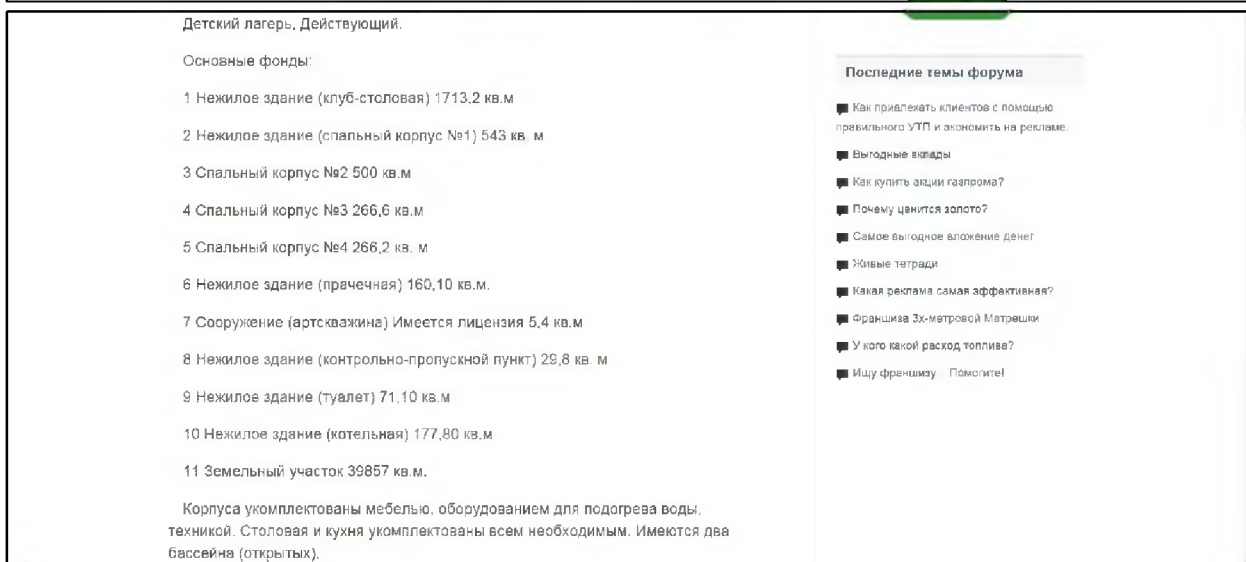 Детский лагерь, Действующий.
Основные фонды:
1 Нежилое здание (клуб-столовая) 1713,2 кв.м
2 Нежилое здание (спальный корпус №1) 543 кв. м
3 Спальный корпус №2 500 кв.м
4 Спальный корпус №3 266,6 кв.м
5 Спальный корпус №4 266,2 кв. м
6 Нежилое здание (прачечная) 160,10 кв.м.
7 Сооружение (артскважина) Имеется лицензия 5,4 кв.м
8 Нежилое здание (контрольно-пропускной пункт) 29,8 кв. м
9 Нежилое здание (туалет) 71,10 кв.м
10 Нежилое здание (котельная) 177,80 кв.м
11 Земельный участок 39857 кв.м.
Корпуса укомплектованы мебелью, оборудованием для подогрева воды,
техникой. Столовая и кухня укомплектованы всем необходимым. Имеются два
бассейна (открытых).
Последние темы форума
Как привлекать клиентов с помощью
правильного УТП и экономить на рекламе.
Выгодные вклады
Как купить акции газпрома?
Почему ценится золото?
Самое выгодное вложение денег
Живые тетради
Какая реклама самая эффективная?
Франшиза 3х-метровой Матрешки
У кого какой расход топлива?
Ищу франшизу... Помогите!